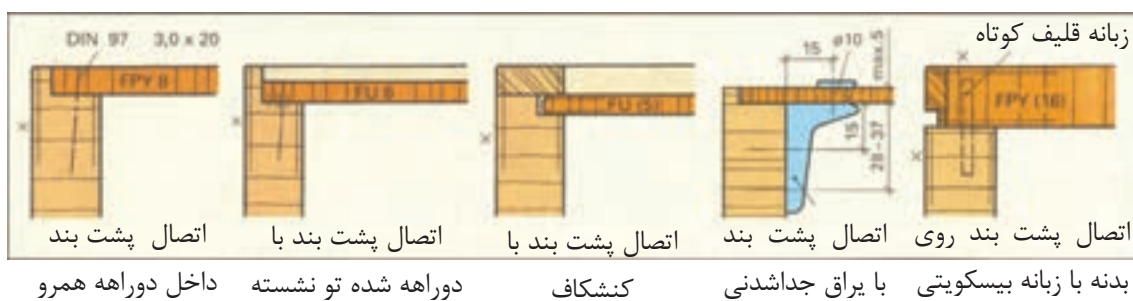 زبانه قلیف کوتاه
DIN 97 3,0 x 20
15
ø10
max.5
FPY 8
FU 6
FU (5)
FPY (16)
15
28-37
x
x
x
x
x
اتصال پشت بند روی
بدنه با زبانه بیسکویتی
اتصال پشت بند
با یراق جداشدنی
اتصال پشت بند با
کنشکاف
اتصال پشت بند با
دوراهه شده تو نشسته
اتصال پشت بند
داخل دوراهه همرو